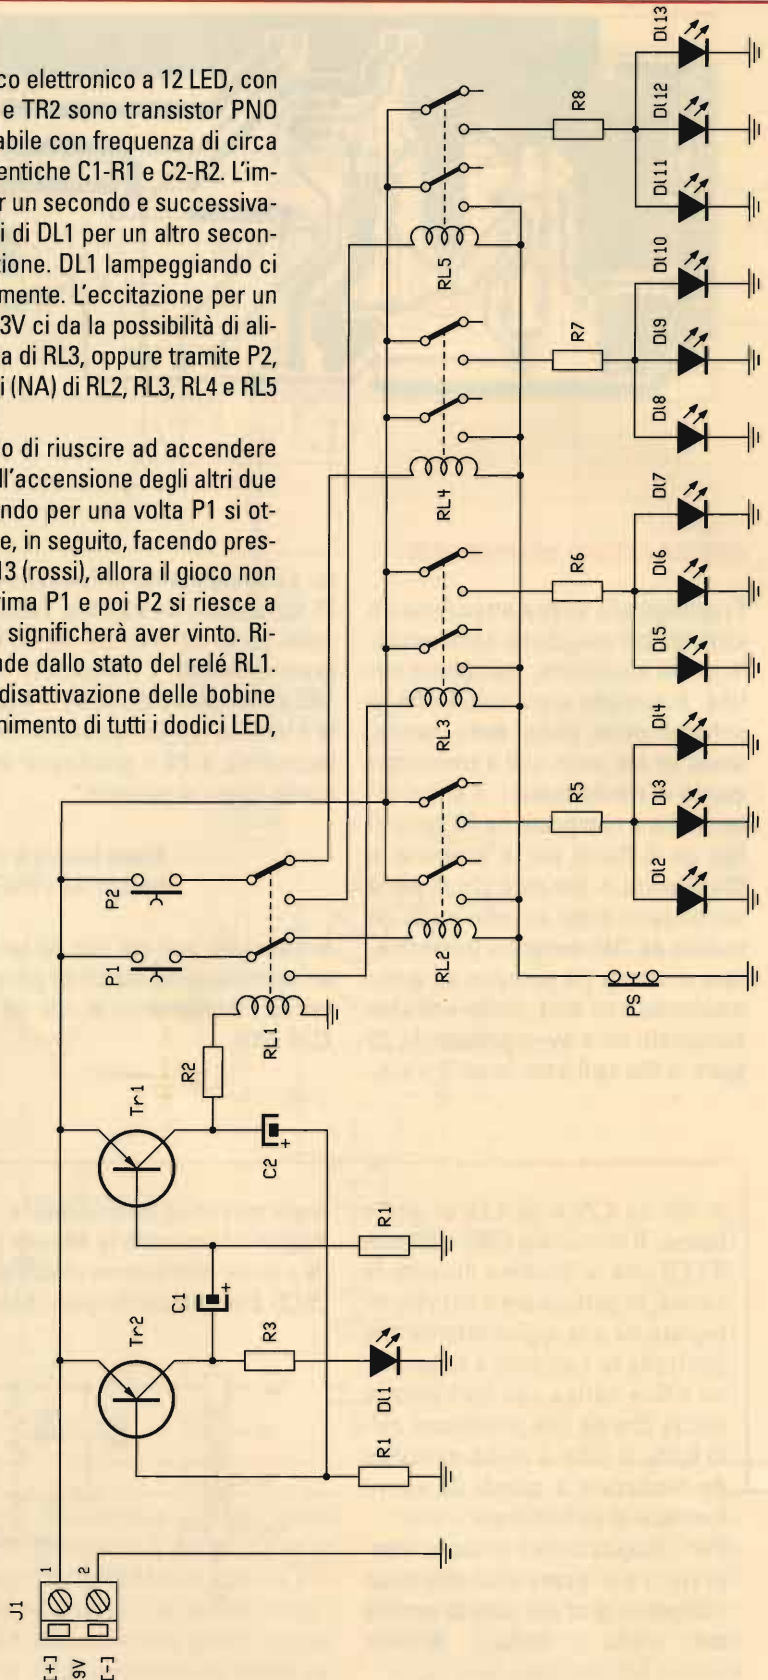 co elettronico a 12 LED, con
e TR2 sono transistor PNO
abile con frequenza di circa
entiche C1-R1 e C2-R2. L'im-
r un secondo e successiva-
i di DL1 per un altro secon-
zione. DL1 lampeggiando ci
mente. L'eccitazione per un
3V ci da la possibilità di ali-
a di RL3, oppure tramite P2,
i (NA) di RL2, RL3, RL4 e RL5
o di riuscire ad accendere
ll'accensione degli altri due
ndo per una volta P1 si ot-
e, in seguito, facendo pres-
13 (rossi), allora il gioco non
rima P1 e poi P2 si riesce a
significherà aver vinto. Ri-
nde dallo stato del relé RL1.
disattivazione delle bobine
nimento di tutti i dodici LED,
J1
[+]
9V
[-]
1
2
Tr2
R1
C1
+
R3
Dl1
Tr1
R1
C2
+
R2
RL1
P1
P2
PS
RL2
RL3
RL4
RL5
R5
R6
R7
R8
Dl2
Dl3
Dl4
Dl5
Dl6
Dl7
Dl8
Dl9
Dl10
Dl11
Dl12
Dl13